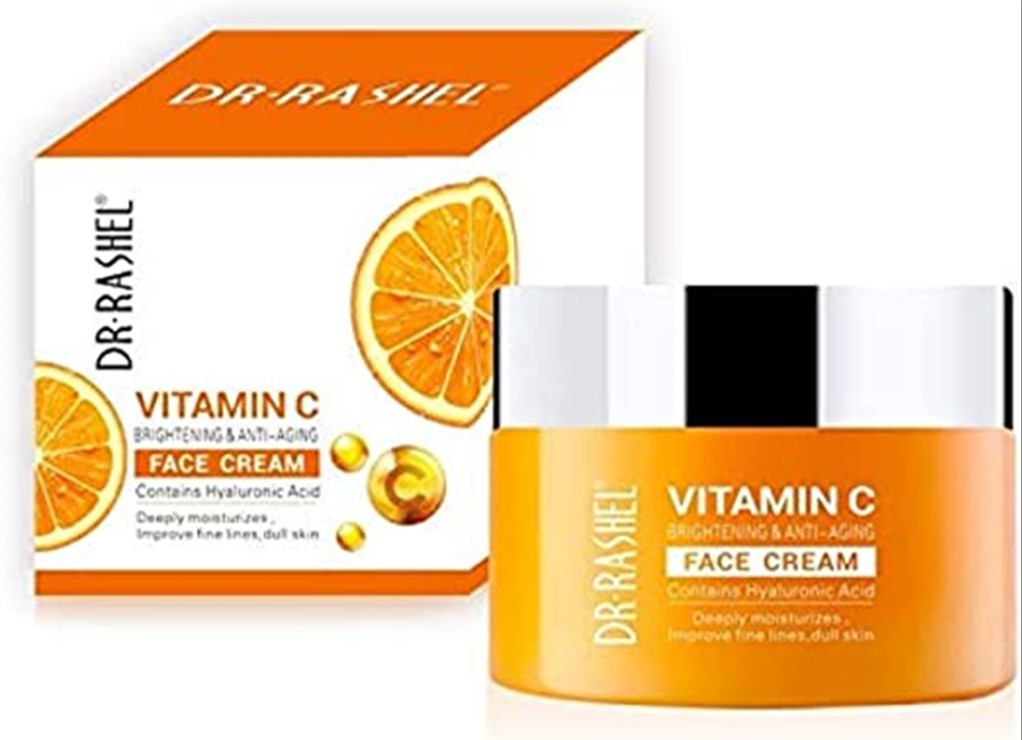 DR·RASHEL®
DR·RASHEL®
VITAMIN C
BRIGHTENING & ANTI-AGING
FACE CREAM
Contains Hyaluronic Acid
Deeply moisturizes ,
Improve fine lines,dull skin
C
DR·RASHEL
VITAMIN C
BRIGHTENING & ANTI-AGING
FACE CREAM
Contains Hyaluronic Acid
Deeply moisturizes ,
Improve fine lines,dull skin